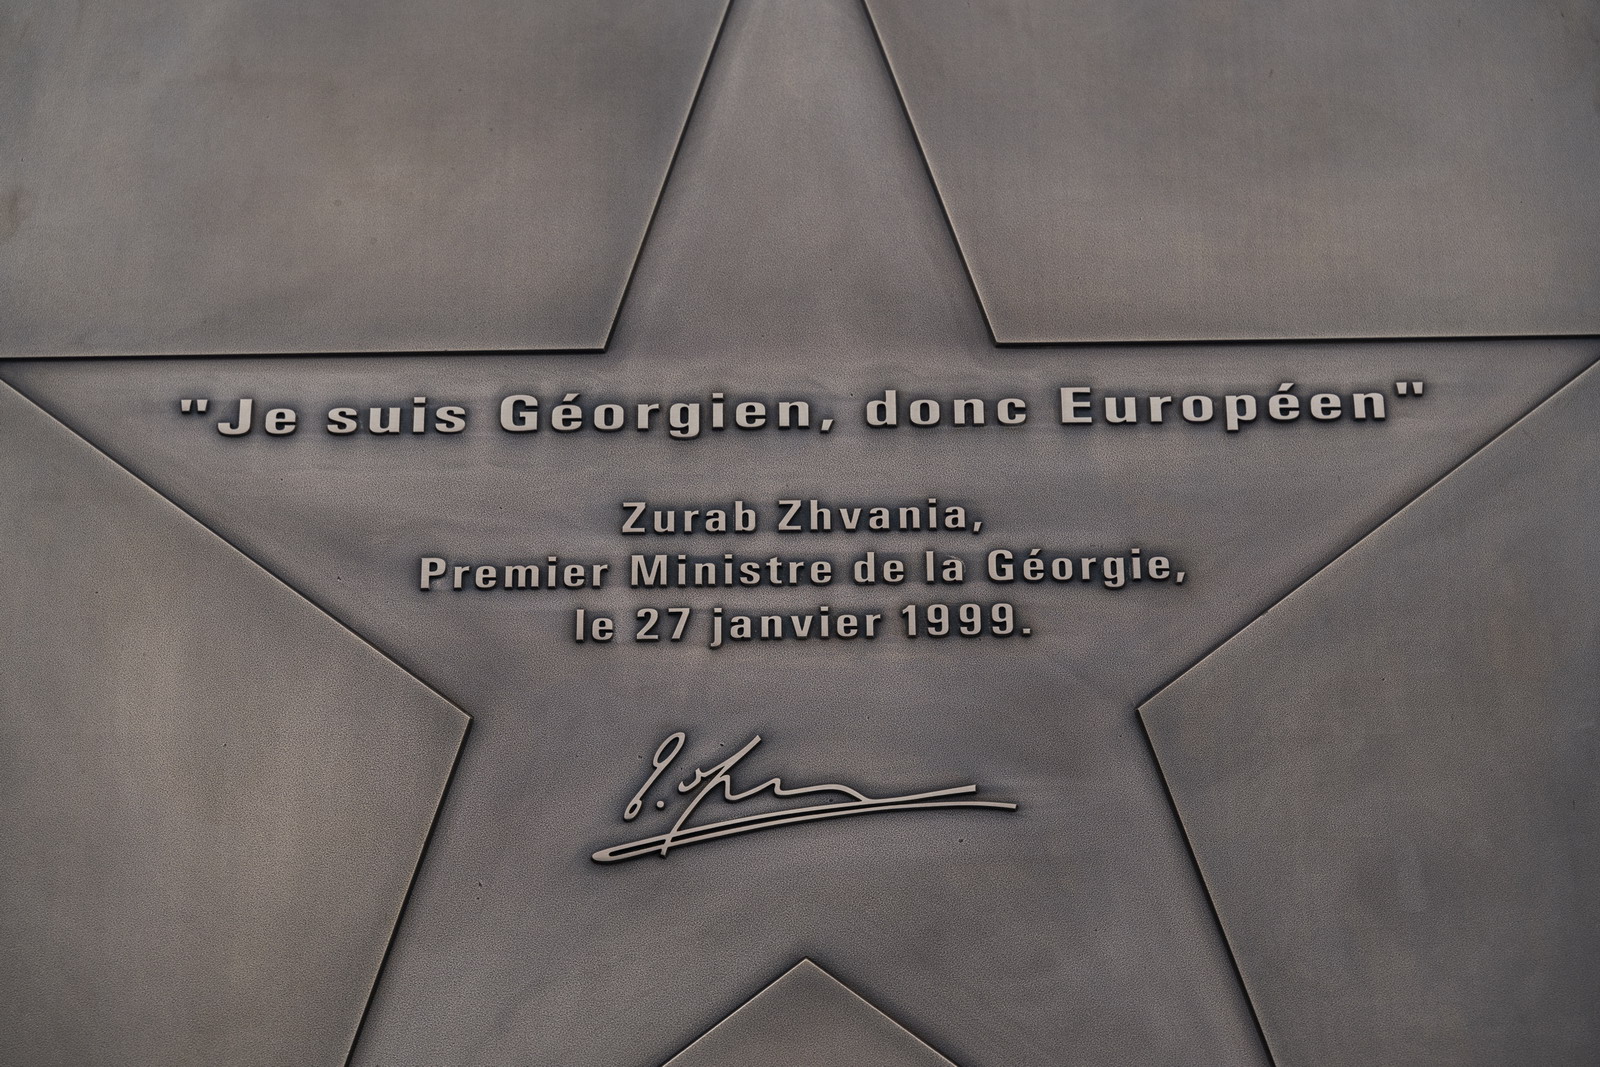 "Je suis Géorgien, donc Européen"
Zurab Zhvania,
Premier Ministre de la Géorgie,
le 27 janvier 1999.